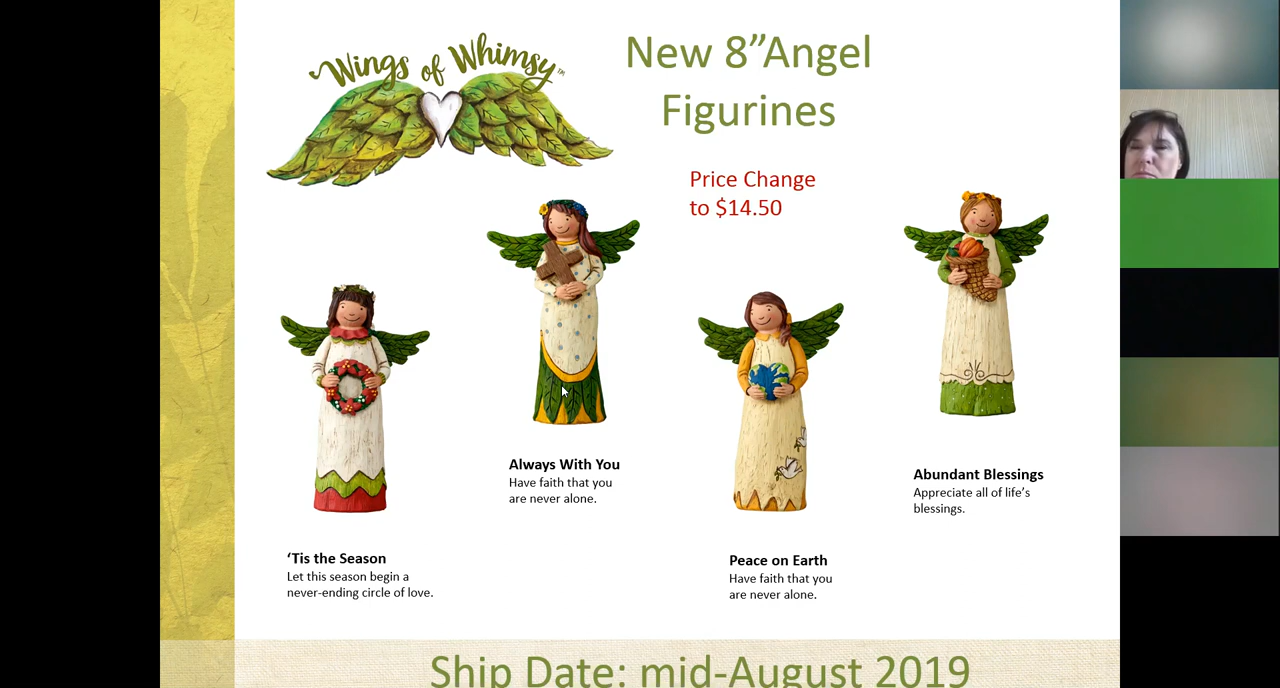 Wings of Whimsy™
New 8”Angel
Figurines
Price Change
to $14.50
Always With You
Have faith that you
are never alone.
Abundant Blessings
Appreciate all of life’s
blessings.
‘Tis the Season
Let this season begin a
never-ending circle of love.
Peace on Earth
Have faith that you
are never alone.
Ship Date: mid-August 2019